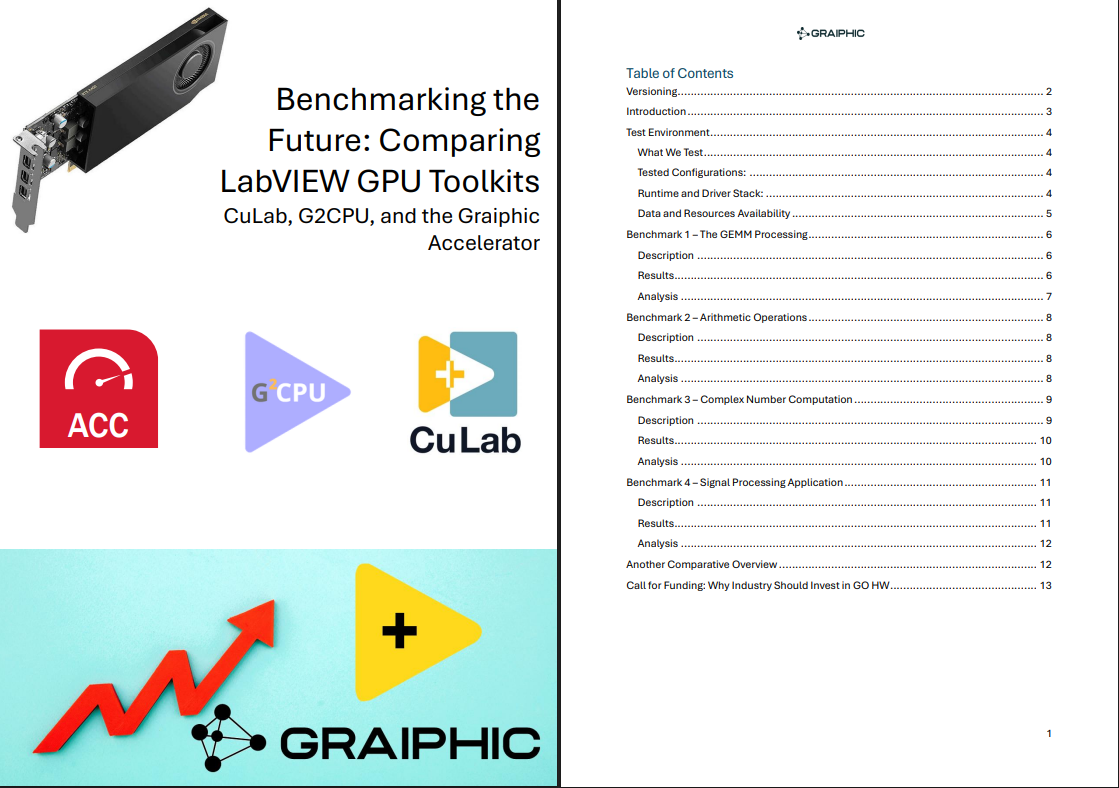 Benchmarking the
Future: Comparing
LabVIEW GPU Toolkits
CuLab, G2CPU, and the Graiphic
Accelerator
ACC
G²CPU
CuLab
GRAIPHIC
GRAIPHIC
Table of Contents
Versioning 2
Introduction 3
Test Environment 4
What We Test 4
Tested Configurations: 4
Runtime and Driver Stack: 4
Data and Resources Availability 5
Benchmark 1 – The GEMM Processing 6
Description 6
Results 6
Analysis 7
Benchmark 2 – Arithmetic Operations 8
Description 8
Results 8
Analysis 8
Benchmark 3 – Complex Number Computation 9
Description 9
Results 10
Analysis 10
Benchmark 4 – Signal Processing Application 11
Description 11
Results 11
Analysis 12
Another Comparative Overview 12
Call for Funding: Why Industry Should Invest in GO HW 13
1